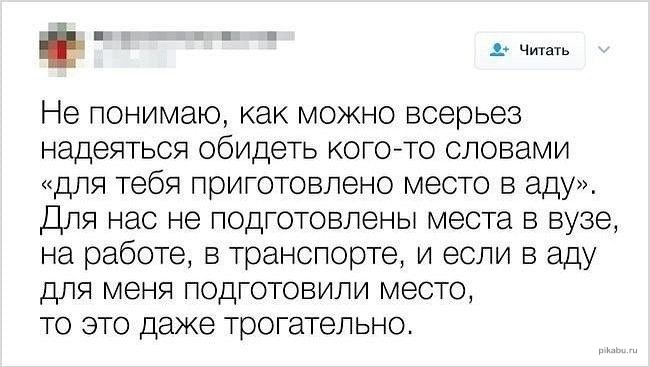 Читать
Не понимаю, как можно всерьез
надеяться обидеть кого-то словами
«для тебя приготовлено место в аду».
Для нас не подготовлены места в вузе,
на работе, в транспорте, и если в аду
для меня подготовили место,
то это даже трогательно.
pikabu.ru